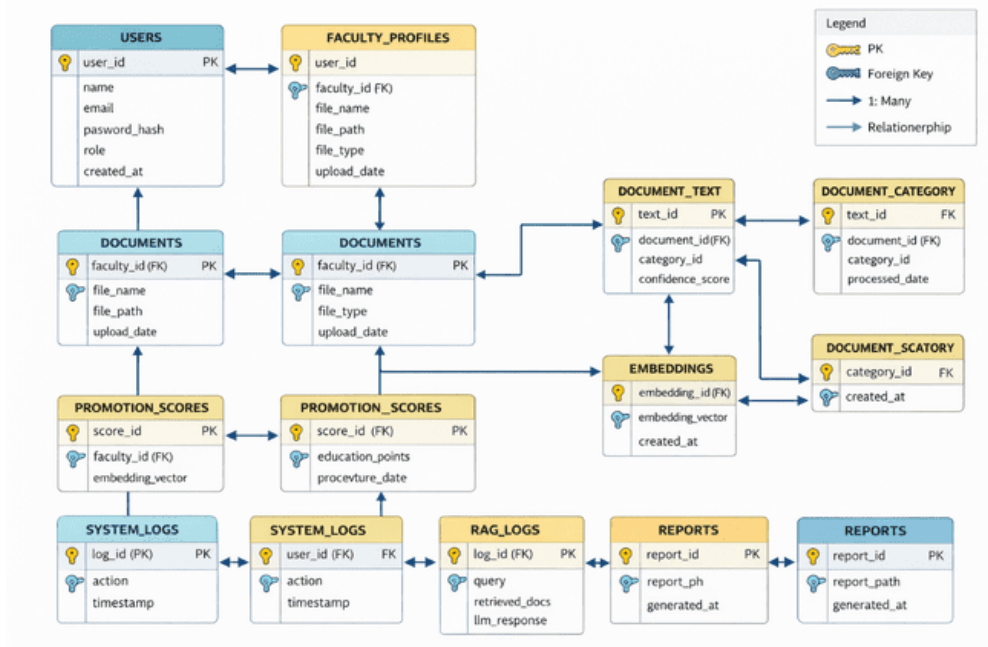 USERS
user_id PK
name
email
pasword_hash
role
created_at
FACULTY_PROFILES
user_id
faculty_id FK)
file_name
file_path
file_type
upload_date
Legend
PK
Foreign Key
1: Many
Relationerphip
DOCUMENTS
faculty_id (FK) PK
file_name
file_path
upload_date
DOCUMENTS
faculty_id (FK) PK
file_name
file_type
upload_date
DOCUMENT_TEXT
text_id PK
document_id(FK)
category_id
confidence_score
DOCUMENT_CATEGORY
text_id FK
document_id (FK)
category_id
processed_date
DOCUMENT_SCATORY
category_id FK
created_at
EMBEDDINGS
embedding_id(FK)
embedding_vector
created_at
PROMOTION_SCORES
score_id PK
faculty_id (FK)
embedding_vector
PROMOTION_SCORES
score_id (FK) PK
education_points
procevture_date
SYSTEM_LOGS
log_id (PK) PK
action
timestamp
SYSTEM_LOGS
user_id (FK) FK
action
timestamp
RAG_LOGS
log_id (FK) PK
query
retrieved_docs
llm_response
REPORTS
report_id PK
report_ph
generated_at
REPORTS
report_id PK
report_path
generated_at